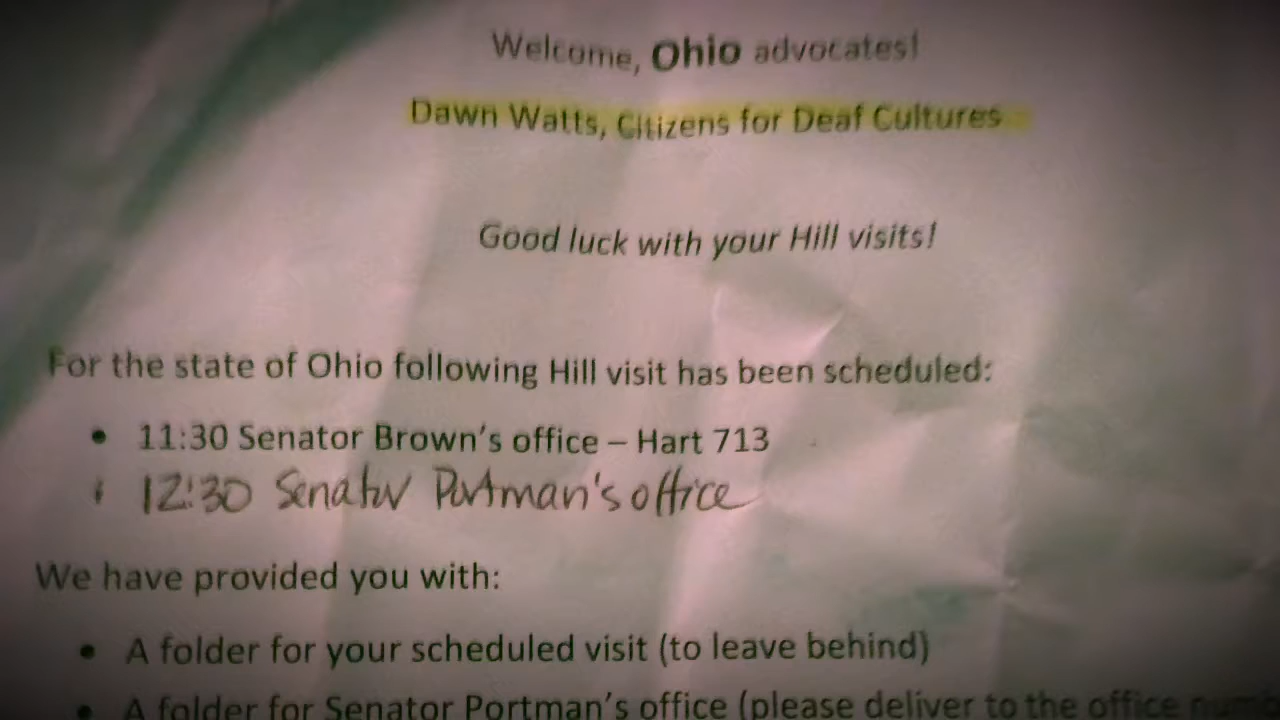 Welcome, Ohio advocates!
Dawn Watts, Citizens for Deaf Cultures
Good luck with your Hill visits!
For the state of Ohio following Hill visit has been scheduled:
• 11:30 Senator Brown's office – Hart 713
• 12:30 Senator Portman's office
We have provided you with:
• A folder for your scheduled visit (to leave behind)
• A folder for Senator Portman's office (please deliver to the office